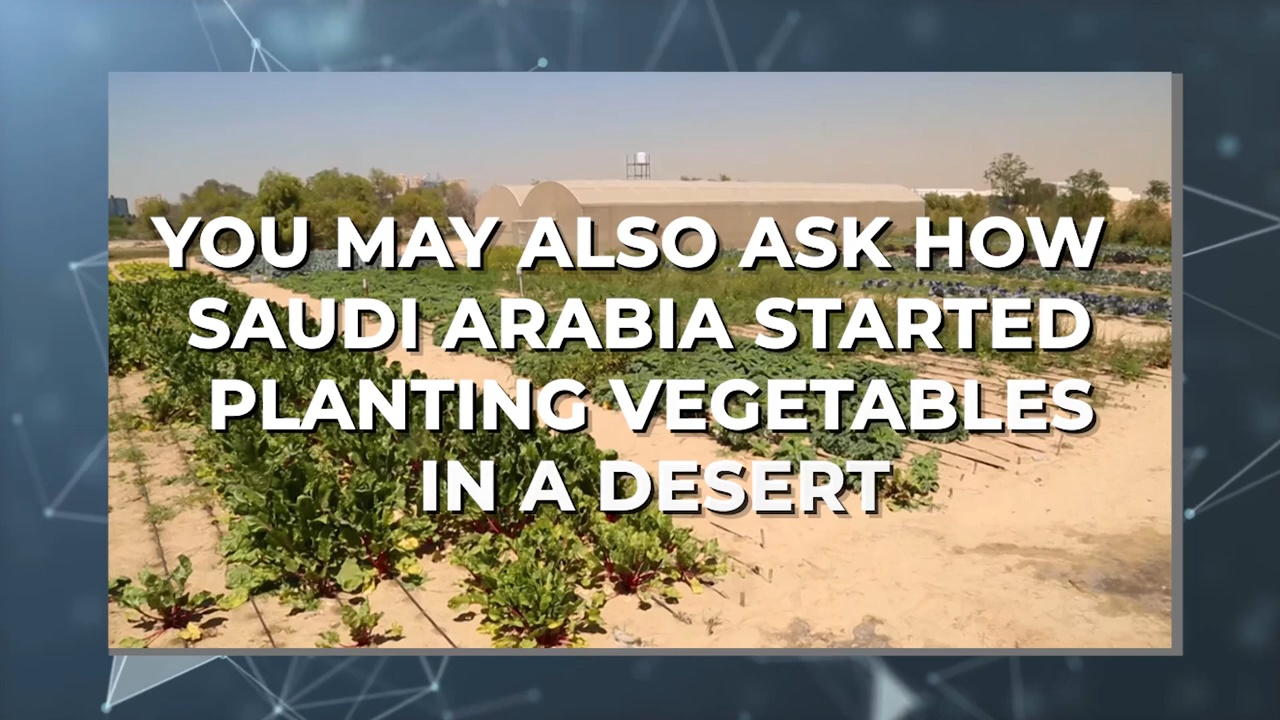 YOU MAY ALSO ASK HOW
SAUDI ARABIA STARTED
PLANTING VEGETABLES
IN A DESERT